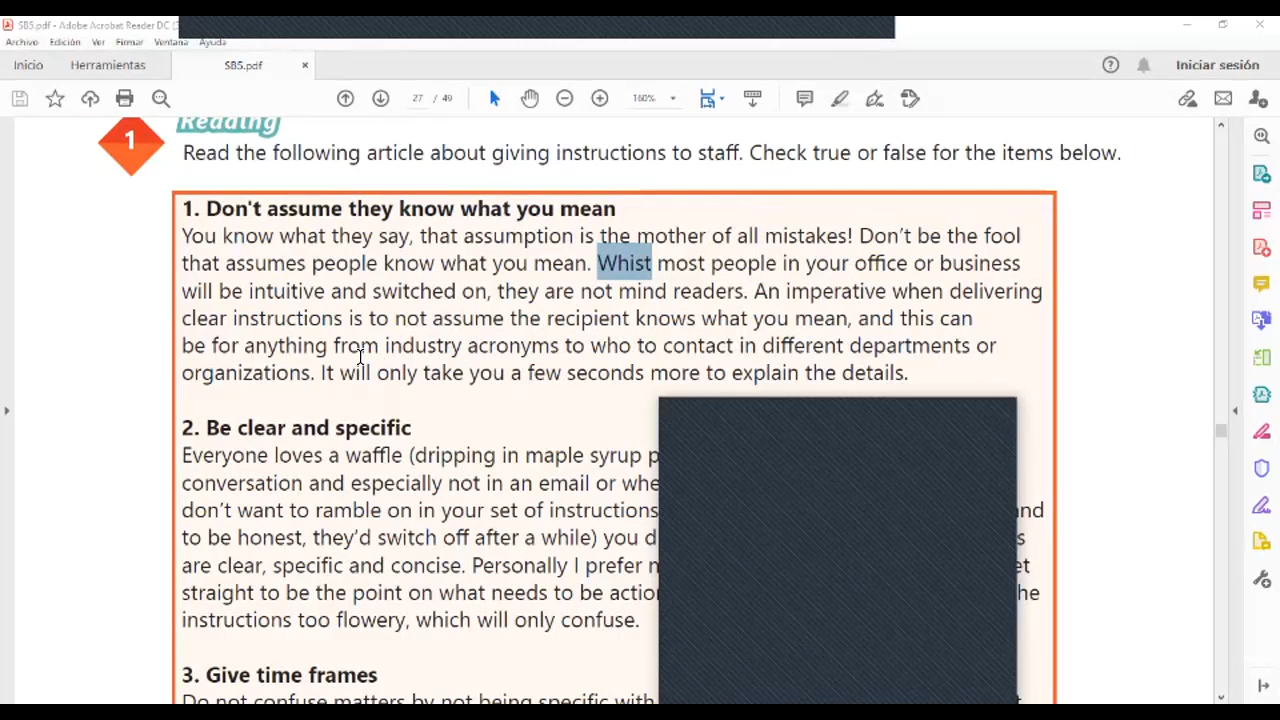 SB5.pdf - Adobe Acrobat Reader DC
Archivo Edición Ver Firmar Ventana Ayuda
Inicio Herramientas SB5.pdf × Iniciar sesión
27 / 49 160%
1
Reading
Read the following article about giving instructions to staff. Check true or false for the items below.
1. Don't assume they know what you mean
You know what they say, that assumption is the mother of all mistakes! Don’t be the fool
that assumes people know what you mean. Whist most people in your office or business
will be intuitive and switched on, they are not mind readers. An imperative when delivering
clear instructions is to not assume the recipient knows what you mean, and this can
be for anything from industry acronyms to who to contact in different departments or
organizations. It will only take you a few seconds more to explain the details.
2. Be clear and specific
Everyone loves a waffle (dripping in maple syrup
conversation and especially not in an email or
don’t want to ramble on in your set of instructions
to be honest, they’d switch off after a while) you
are clear, specific and concise. Personally I prefer
straight to be the point on what needs to be
instructions too flowery, which will only confuse.
3. Give time frames
Do not confuse matters by not being specific with